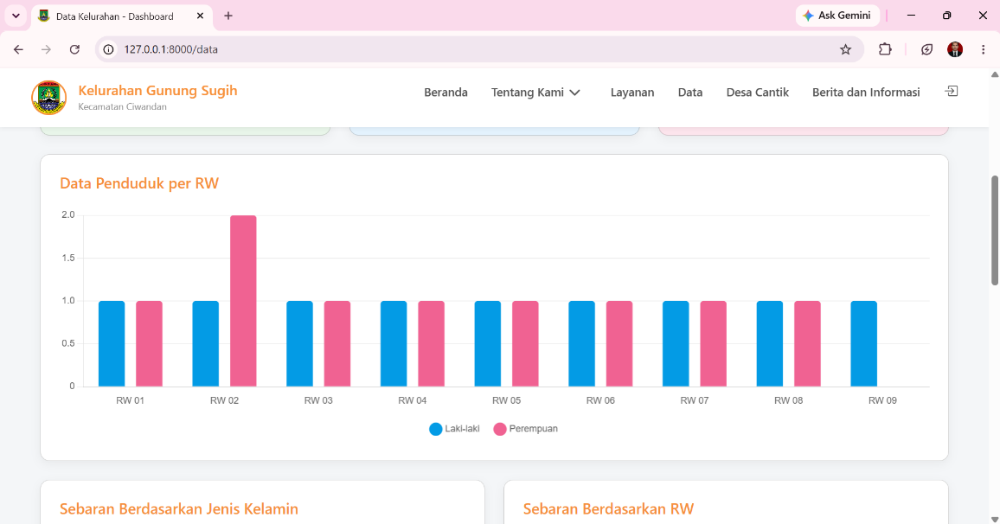 Data Kelurahan - Dashboard
Ask Gemini
127.0.0.1:8000/data
Kelurahan Gunung Sugih
Kecamatan Ciwandan
Beranda
Tentang Kami
Layanan
Data
Desa Cantik
Berita dan Informasi
Data Penduduk per RW
2.0
1.5
1.0
0.5
0
RW 01
RW 02
RW 03
RW 04
RW 05
RW 06
RW 07
RW 08
RW 09
Laki-laki
Perempuan
Sebaran Berdasarkan Jenis Kelamin
Sebaran Berdasarkan RW